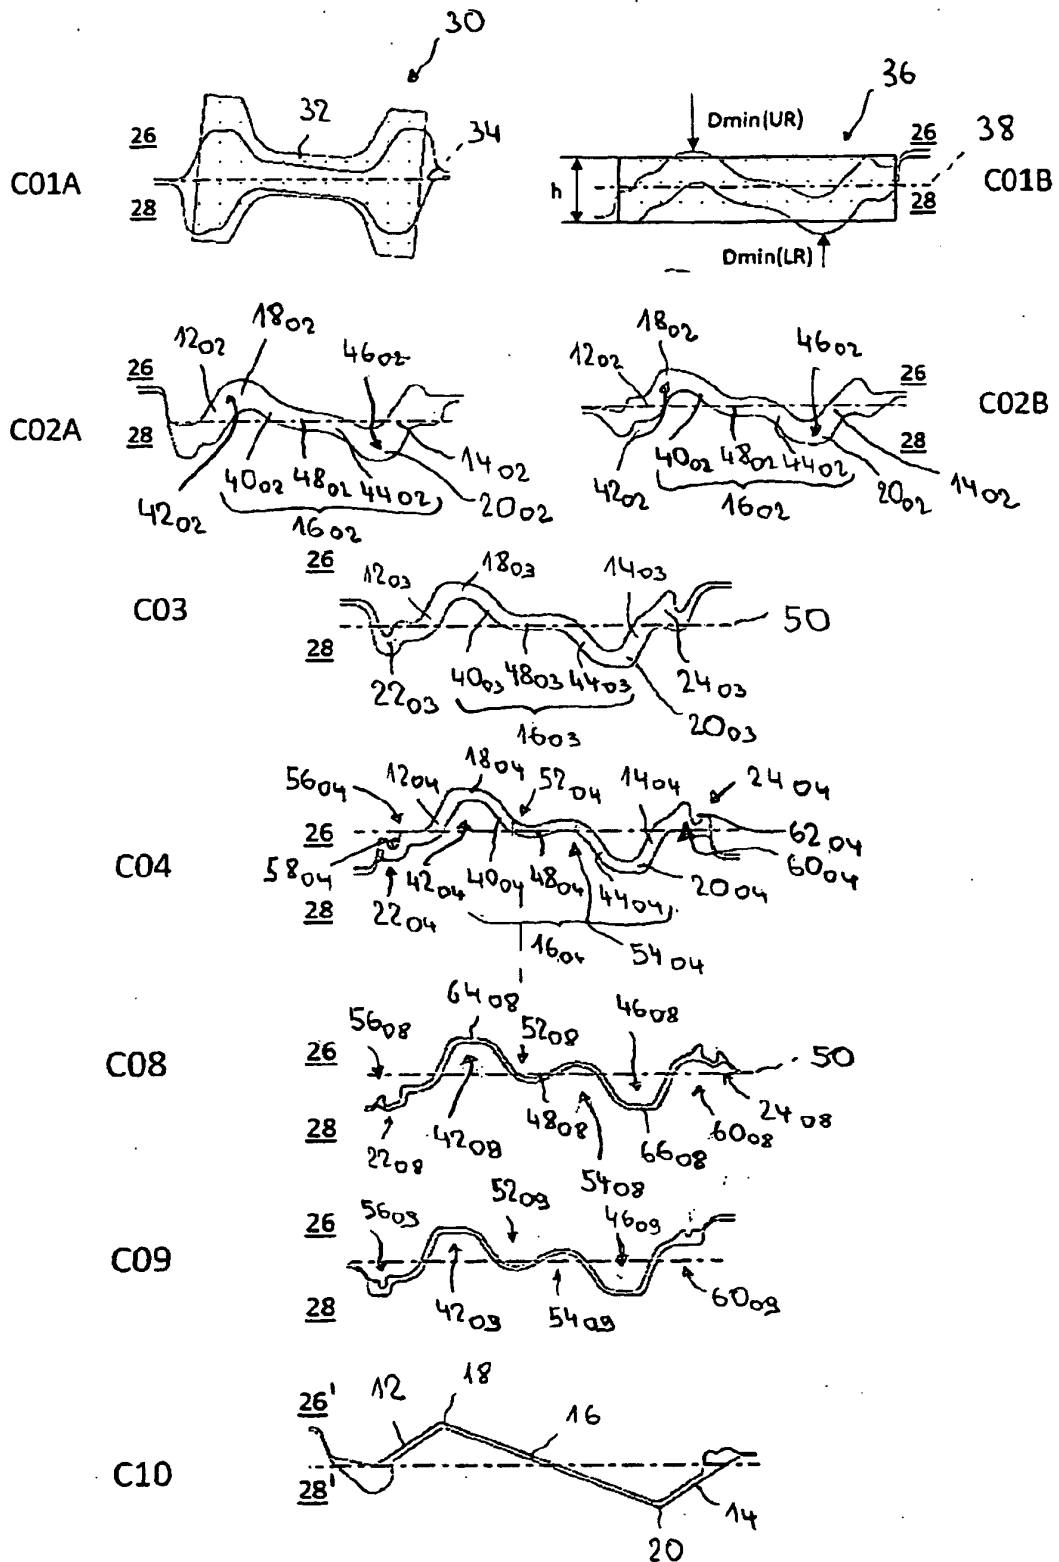 30
36
26 32 34 Dmin(UR) 26 38
C01A h C01B
28 28
Dmin(LR)
12₀₂ 18₀₂ 46₀₂ 12₀₂ 18₀₂ 46₀₂
26 26
C02A C02B
28 28
42₀₂ 40₀₂ 48₀₂ 44₀₂ 20₀₂ 14₀₂ 42₀₂ 40₀₂ 48₀₂ 44₀₂ 20₀₂ 14₀₂
16₀₂ 16₀₂
26 12₀₃ 18₀₃ 14₀₃
C03 50
28
22₀₃ 40₀₃ 48₀₃ 44₀₃ 24₀₃
16₀₃ 20₀₃
56₀₄ 12₀₄ 18₀₄ 52₀₄ 14₀₄ 24₀₄
26 62₀₄
C04 58₀₄ 60₀₄
28 22₀₄ 42₀₄ 40₀₄ 48₀₄ 44₀₄ 20₀₄
16₀₄ 54₀₄
56₀₈ 64₀₈ 52₀₈ 46₀₈
26
C08 50
28
22₀₈ 42₀₈ 48₀₈ 54₀₈ 66₀₈ 60₀₈ 24₀₈
56₀₉ 52₀₉ 46₀₉
26
C09
28
42₀₉ 54₀₉ 60₀₉
26' 12 18 16
C10
28' 14
20